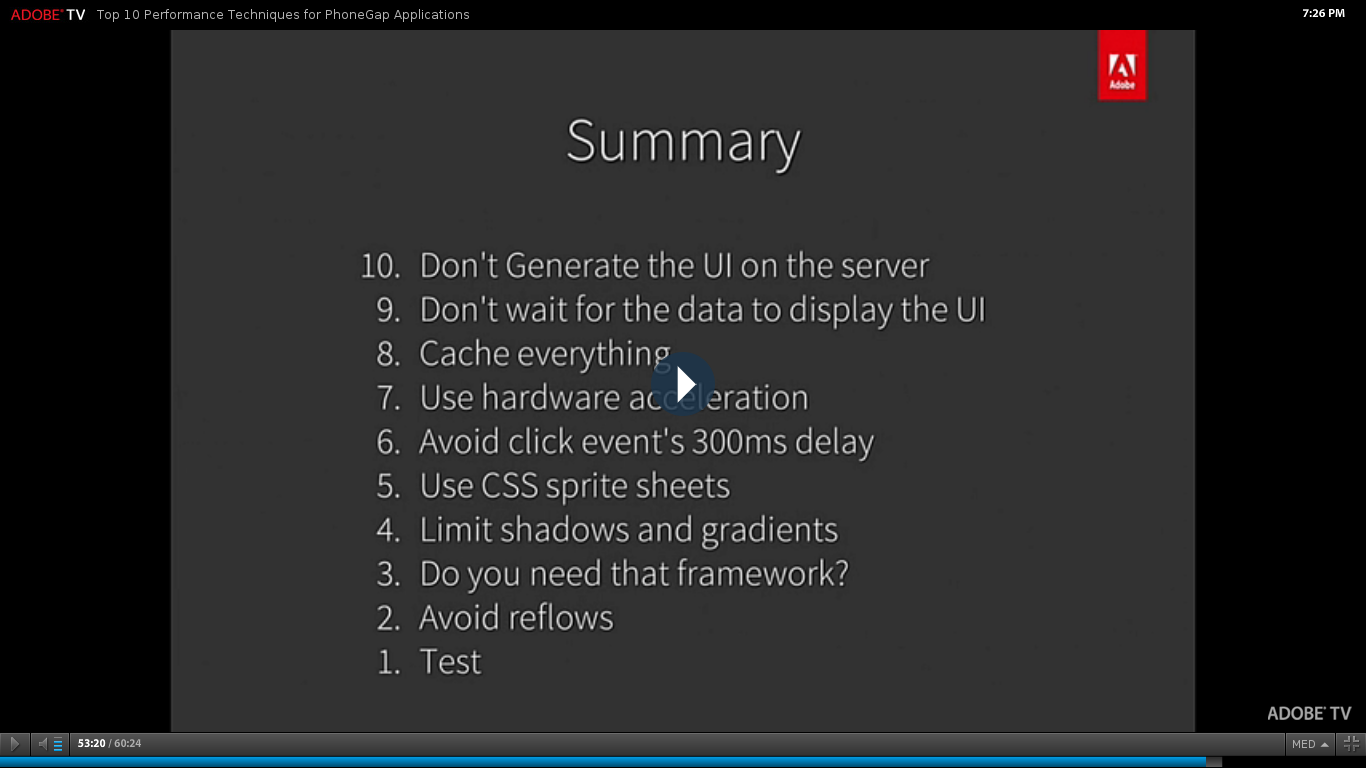 ADOBE® TV Top 10 Performance Techniques for PhoneGap Applications 7:26 PM
Adobe
Summary
10. Don't Generate the UI on the server
9. Don't wait for the data to display the UI
8. Cache everything
7. Use hardware acceleration
6. Avoid click event's 300ms delay
5. Use CSS sprite sheets
4. Limit shadows and gradients
3. Do you need that framework?
2. Avoid reflows
1. Test
ADOBE® TV
53:20 / 60:24 MED